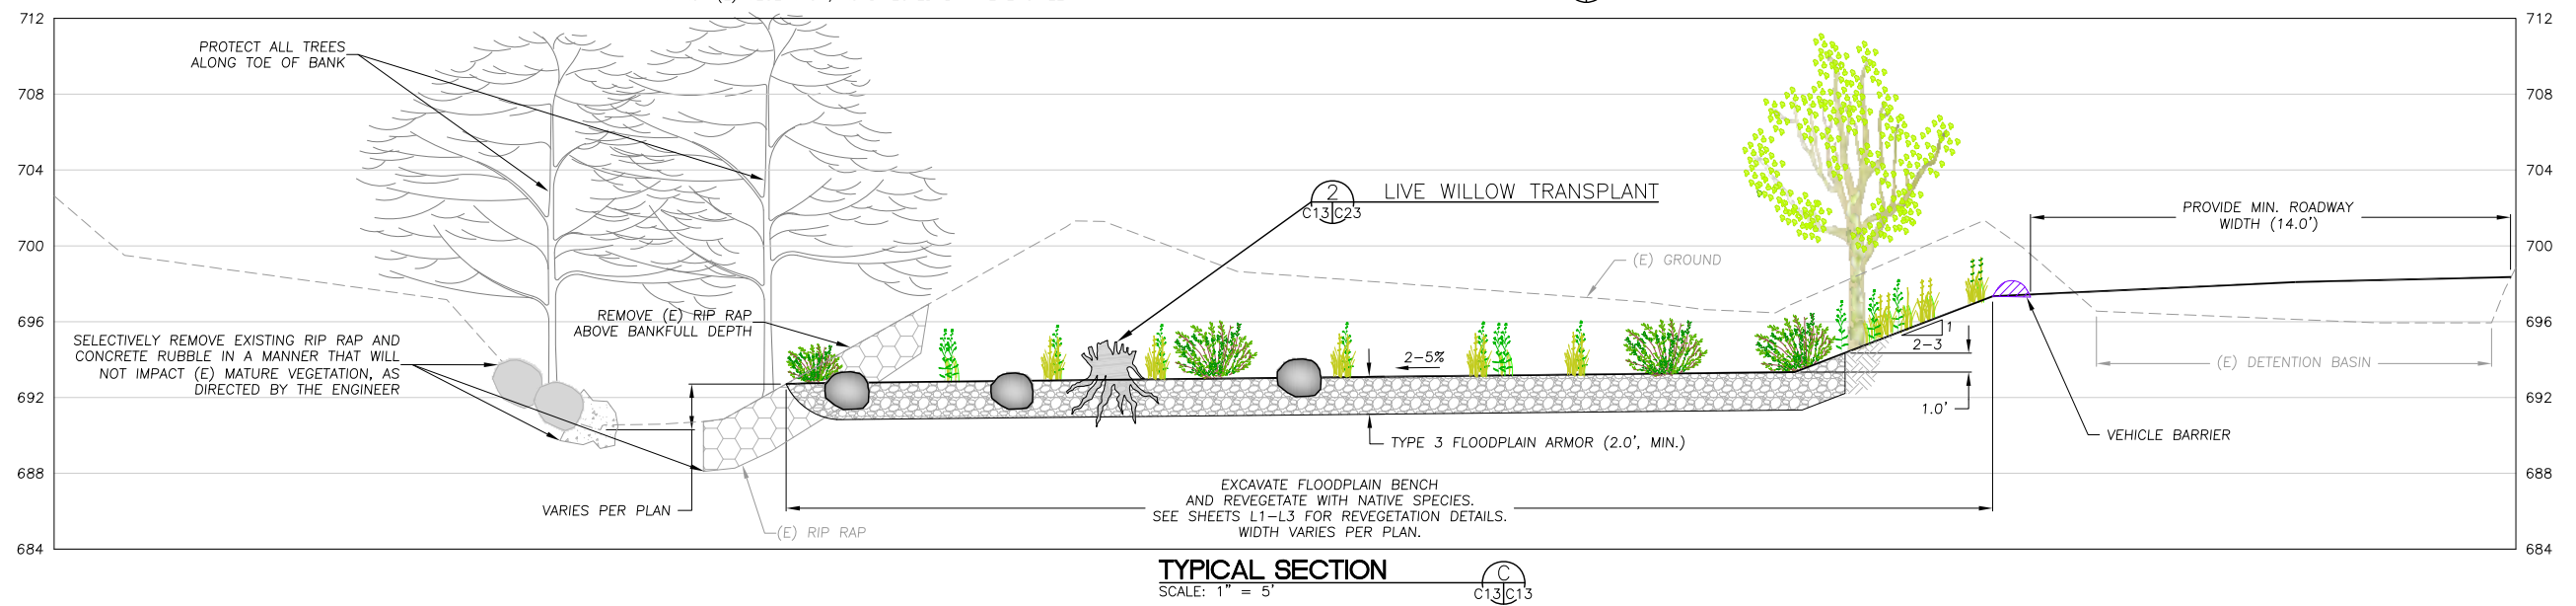 712
712
708
708
704
704
700
700
696
696
692
692
688
688
684
684
PROTECT ALL TREES
ALONG TOE OF BANK
2
C13 C23
LIVE WILLOW TRANSPLANT
PROVIDE MIN. ROADWAY
WIDTH (14.0')
(E) GROUND
REMOVE (E) RIP RAP
ABOVE BANKFULL DEPTH
SELECTIVELY REMOVE EXISTING RIP RAP AND
CONCRETE RUBBLE IN A MANNER THAT WILL
NOT IMPACT (E) MATURE VEGETATION, AS
DIRECTED BY THE ENGINEER
2-5%
1
2-3
(E) DETENTION BASIN
1.0'
VEHICLE BARRIER
TYPE 3 FLOODPLAIN ARMOR (2.0', MIN.)
VARIES PER PLAN
(E) RIP RAP
EXCAVATE FLOODPLAIN BENCH
AND REVEGETATE WITH NATIVE SPECIES.
SEE SHEETS L1-L3 FOR REVEGETATION DETAILS.
WIDTH VARIES PER PLAN.
TYPICAL SECTION
SCALE: 1" = 5'
C
C13 C13